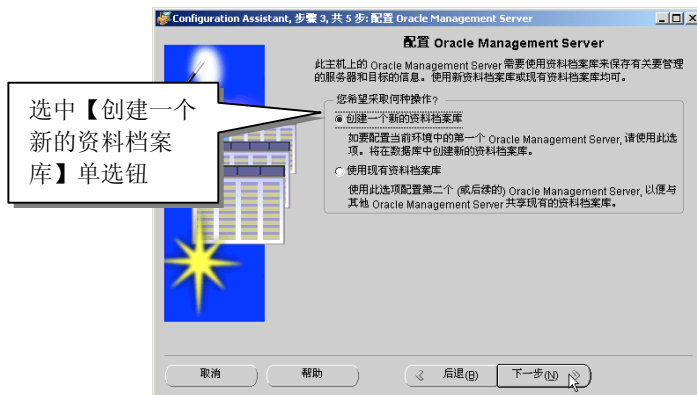 Configuration Assistant, 步骤 3, 共 5 步: 配置 Oracle Management Server
配置 Oracle Management Server
此主机上的 Oracle Management Server 需要使用资料档案库来保存有关要管理
的服务器和目标的信息。使用新资料档案库或现有资料档案库均可。
您希望采取何种操作?
创建一个新的资料档案库
如要配置当前环境中的第一个 Oracle Management Server, 请使用此选
项。将在数据库中创建新的资料档案库。
使用现有资料档案库
使用此选项配置第二个 (或后续的) Oracle Management Server, 以便与
其他 Oracle Management Server 共享现有的资料档案库。
选中【创建一个
新的资料档案
库】单选钮
取消
帮助
后退(B)
下一步(N)